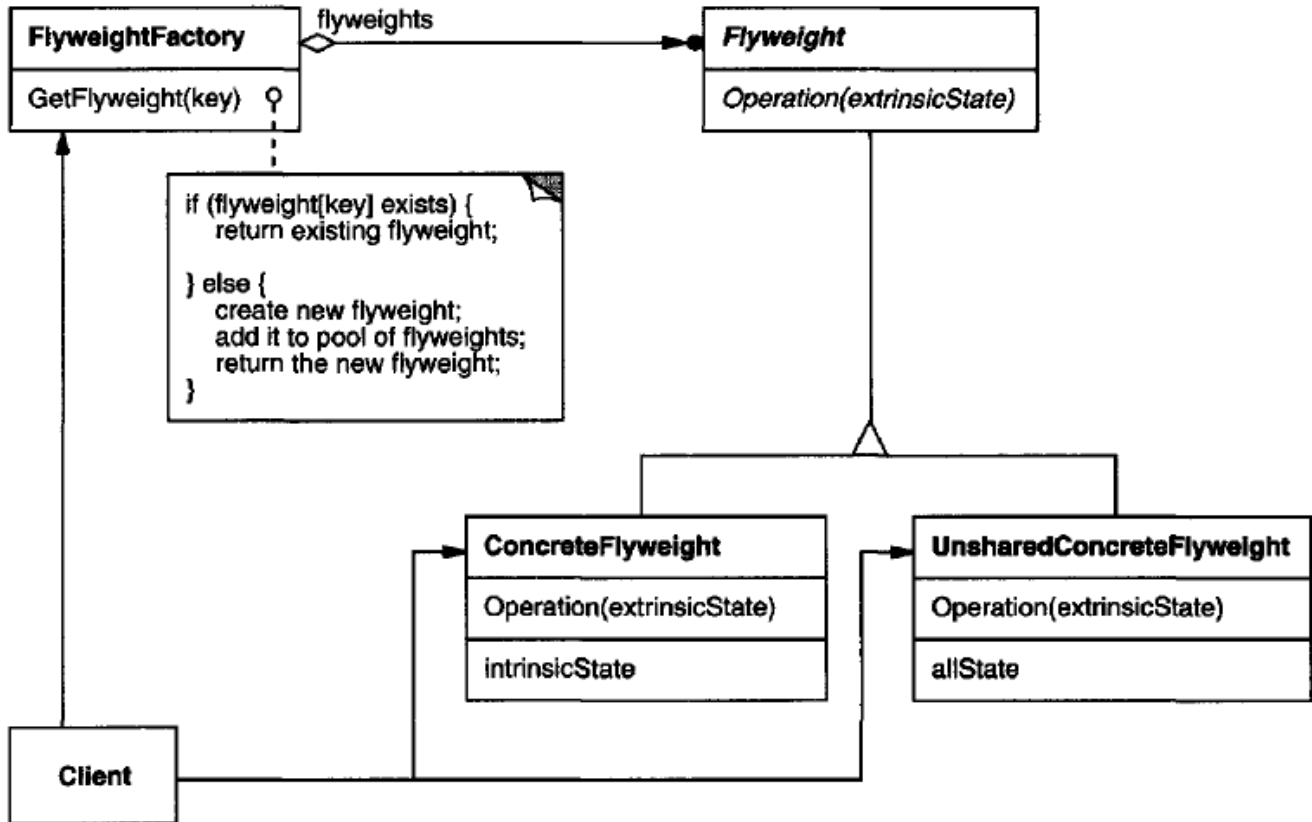 FlyweightFactory
flyweights
Flyweight
GetFlyweight(key)
Operation(extrinsicState)
if (flyweight[key] exists) {
return existing flyweight;
} else {
create new flyweight;
add it to pool of flyweights;
return the new flyweight;
}
ConcreteFlyweight
Operation(extrinsicState)
intrinsicState
UnsharedConcreteFlyweight
Operation(extrinsicState)
allState
Client